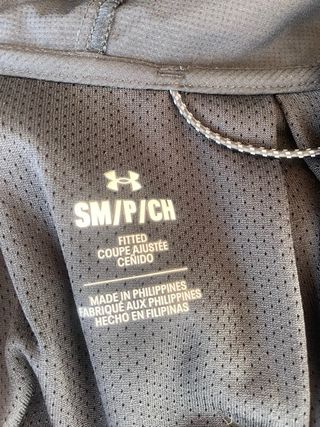 SM/P/CH
FITTED
COUPE AJUSTÉE
CEÑIDO
MADE IN PHILIPPINES
FABRIQUÉ AUX PHILIPPINES
HECHO EN FILIPINAS